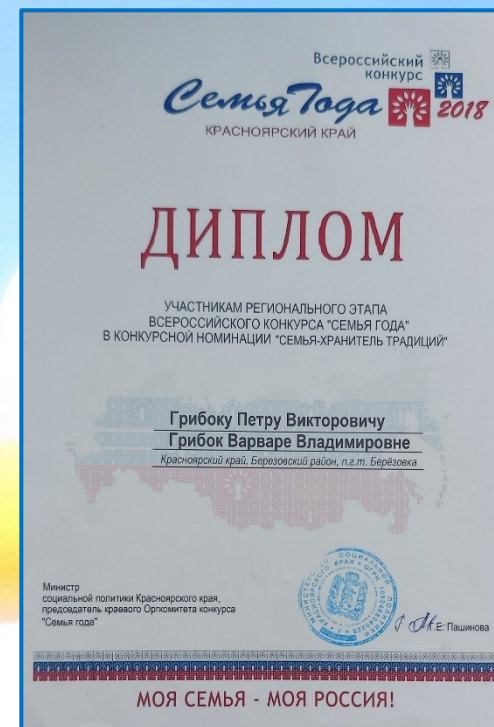 Всероссийский
конкурс
Семья Года 2018
КРАСНОЯРСКИЙ КРАЙ
ДИПЛОМ
УЧАСТНИКАМ РЕГИОНАЛЬНОГО ЭТАПА
ВСЕРОССИЙСКОГО КОНКУРСА "СЕМЬЯ ГОДА"
В КОНКУРСНОЙ НОМИНАЦИИ "СЕМЬЯ-ХРАНИТЕЛЬ ТРАДИЦИЙ"
Грибоку Петру Викторовичу
Грибок Варваре Владимировне
Красноярский край, Березовский район, п.г.т. Берёзовка
Министр
социальной политики Красноярского края,
председатель краевого Оргкомитета конкурса
"Семья года"
Г.Е. Пашинова
МОЯ СЕМЬЯ - МОЯ РОССИЯ!